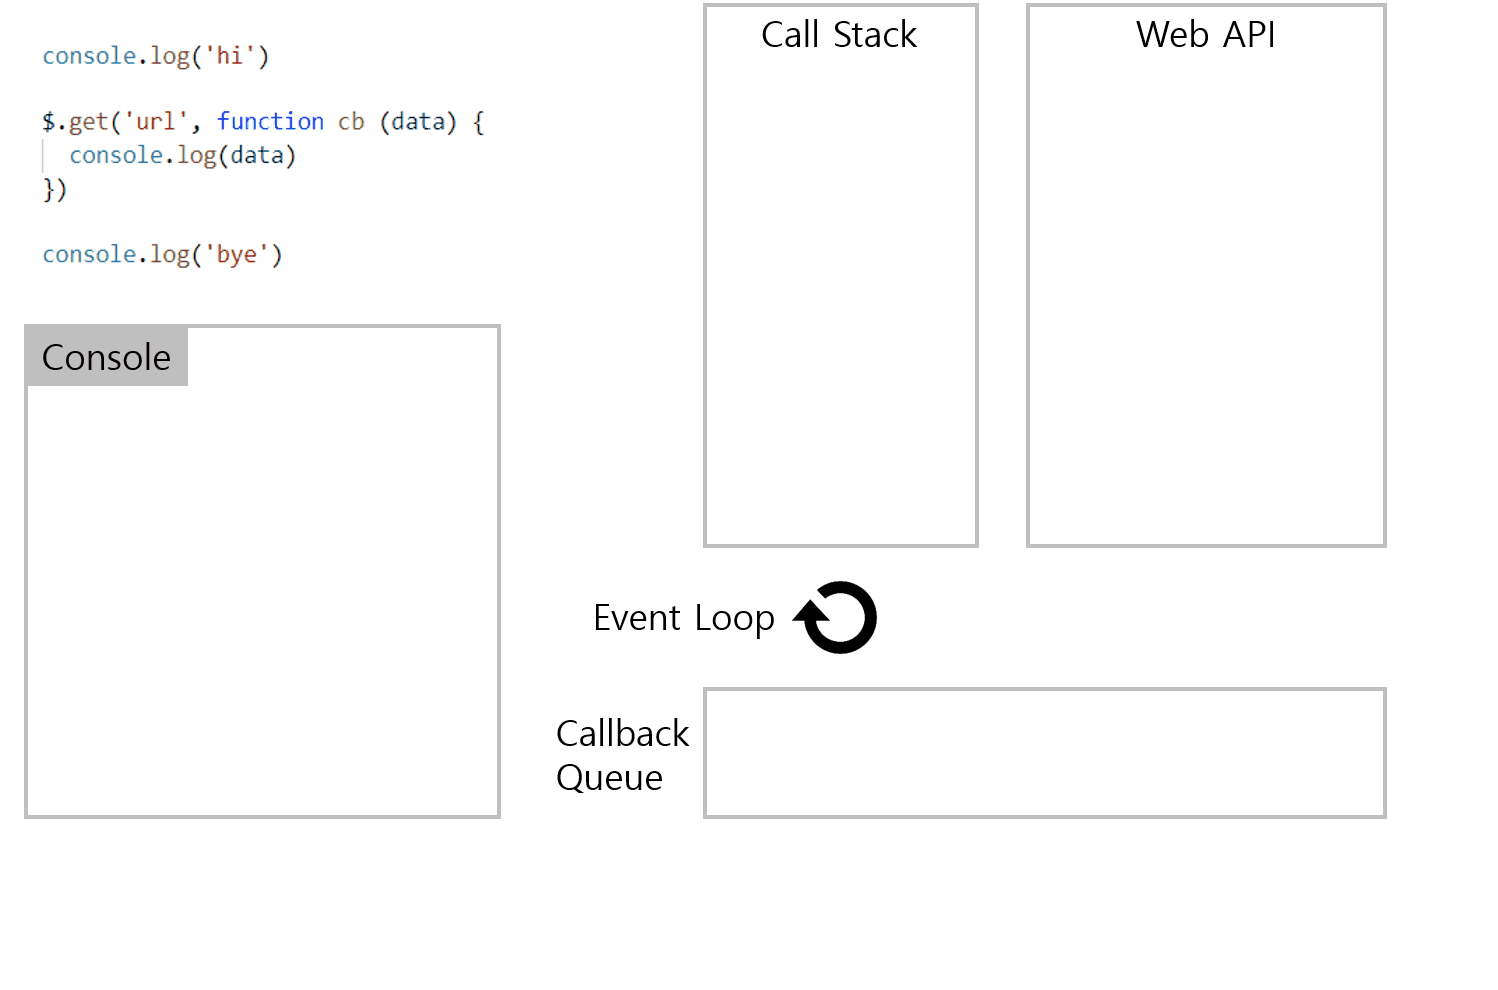 console.log('hi')
$.get('url', function cb (data) {
console.log(data)
})
console.log('bye')
Console
Call Stack
Web API
Event Loop
Callback
Queue